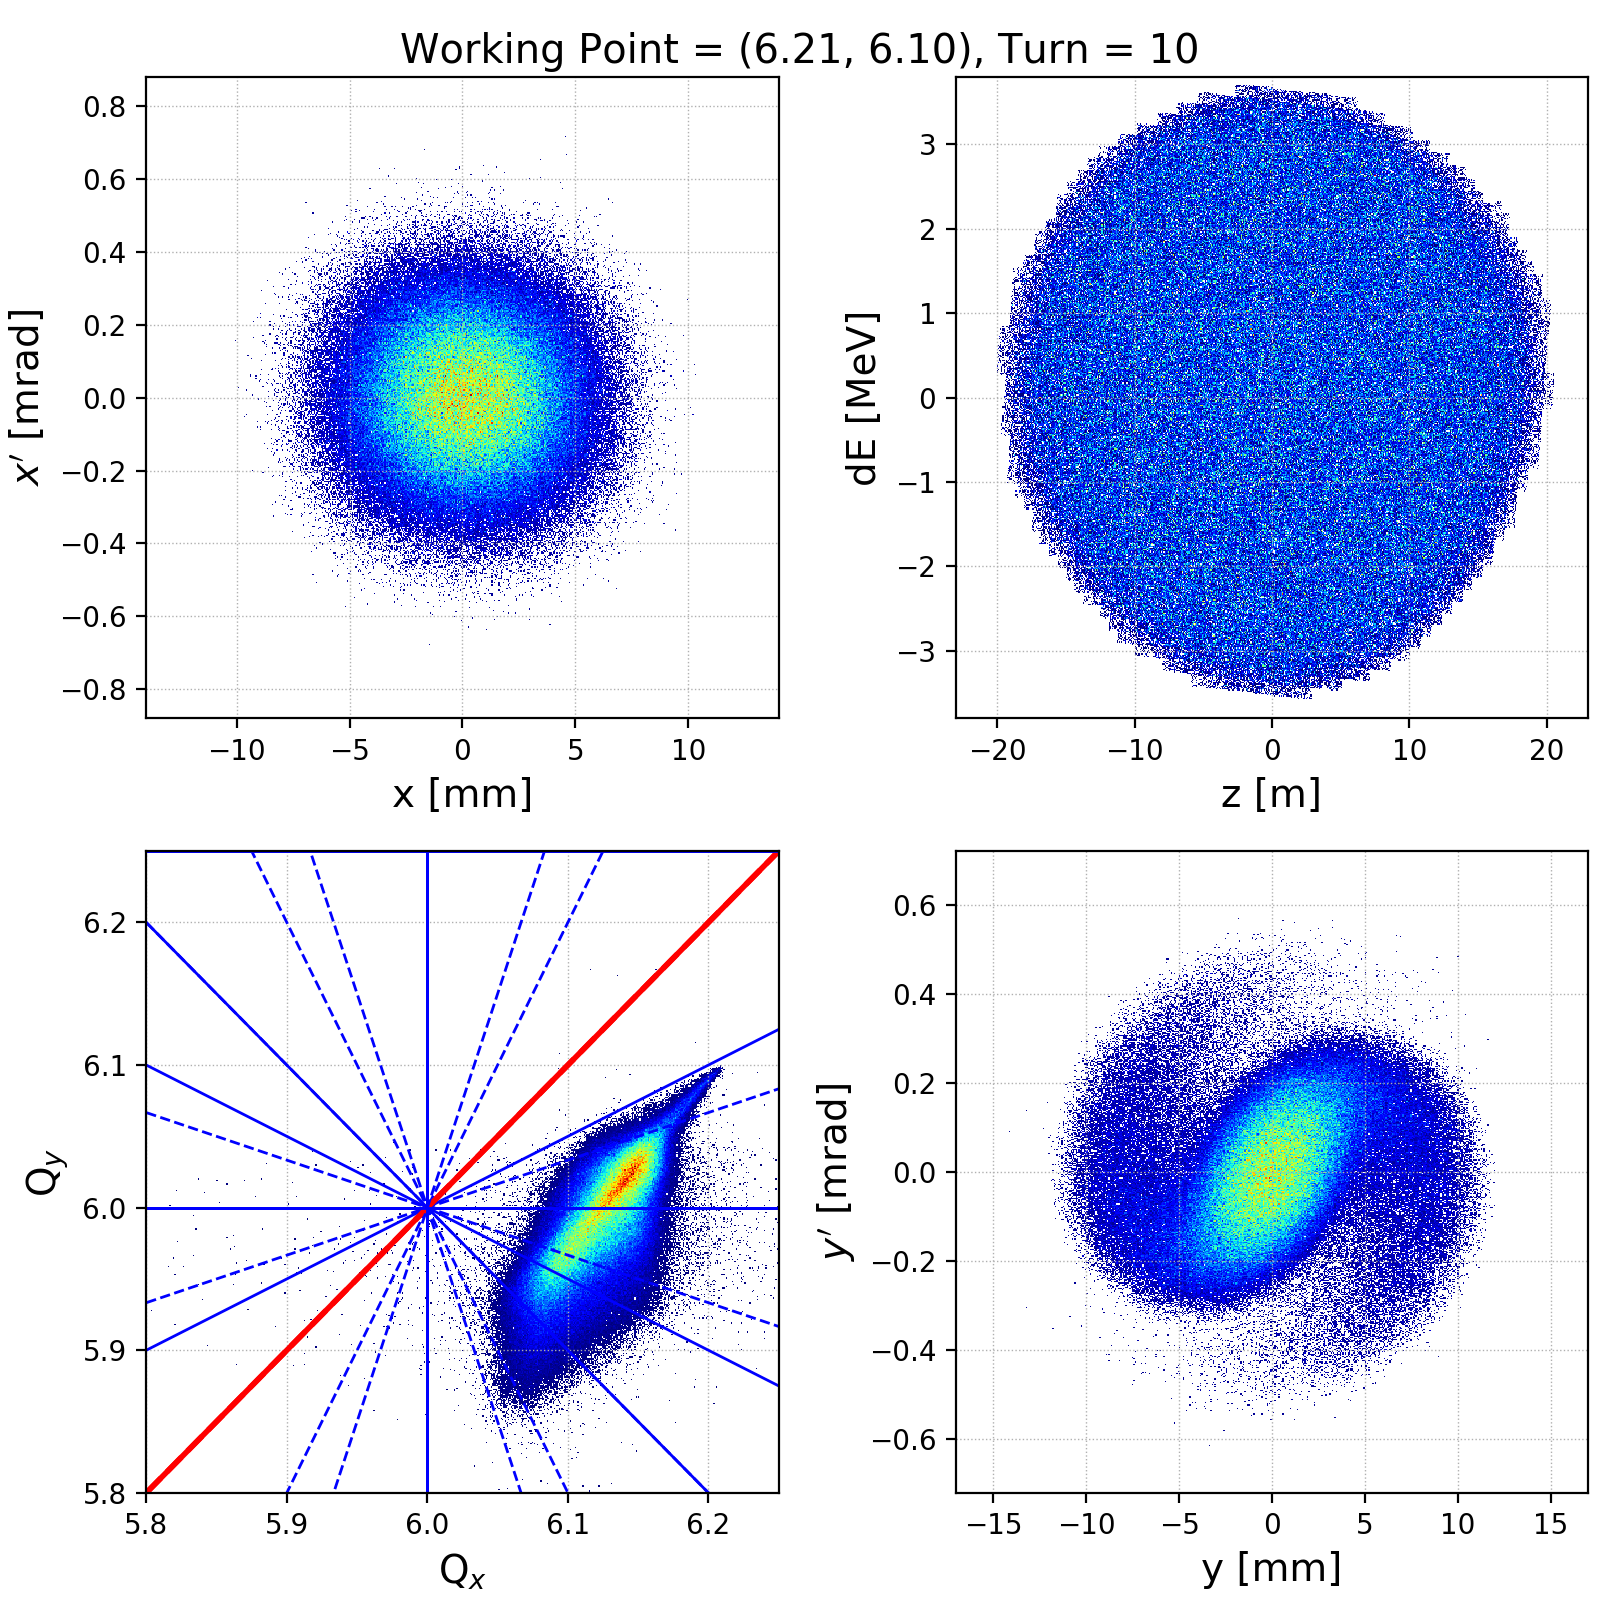 Working Point = (6.21, 6.10), Turn = 10
0.8
0.6
0.4
0.2
0.0
−0.2
−0.4
−0.6
−0.8
x′ [mrad]
−10 −5 0 5 10
x [mm]
3
2
1
0
−1
−2
−3
dE [MeV]
−20 −10 0 10 20
z [m]
6.2
6.1
6.0
5.9
5.8
Qy
5.8 5.9 6.0 6.1 6.2
Qx
0.6
0.4
0.2
0.0
−0.2
−0.4
−0.6
y′ [mrad]
−15 −10 −5 0 5 10 15
y [mm]